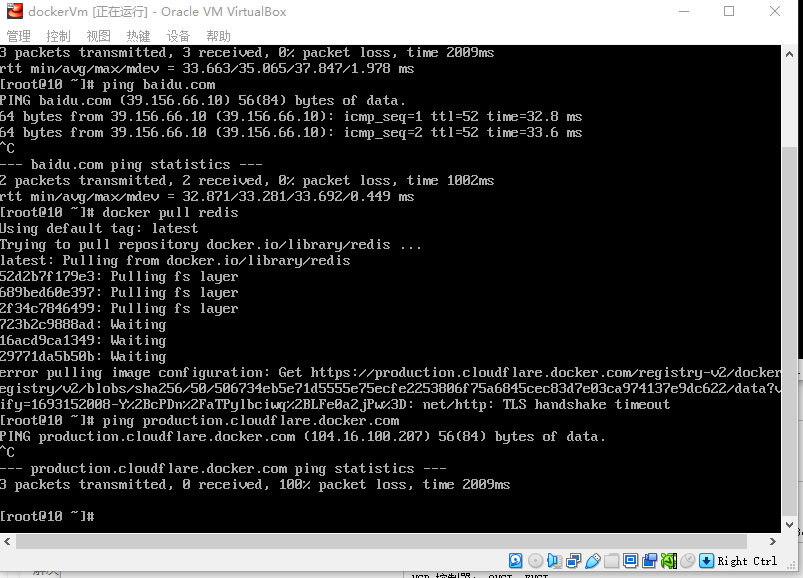 dockerVm [正在运行] - Oracle VM VirtualBox
管理 控制 视图 热键 设备 帮助
3 packets transmitted, 3 received, 0% packet loss, time 2009ms
rtt min/avg/max/mdev = 33.663/35.065/37.847/1.978 ms
[root@10 ~]# ping baidu.com
PING baidu.com (39.156.66.10) 56(84) bytes of data.
64 bytes from 39.156.66.10 (39.156.66.10): icmp_seq=1 ttl=52 time=32.8 ms
64 bytes from 39.156.66.10 (39.156.66.10): icmp_seq=2 ttl=52 time=33.6 ms
^C
--- baidu.com ping statistics ---
2 packets transmitted, 2 received, 0% packet loss, time 1002ms
rtt min/avg/max/mdev = 32.871/33.281/33.692/0.449 ms
[root@10 ~]# docker pull redis
Using default tag: latest
Trying to pull repository docker.io/library/redis ...
latest: Pulling from docker.io/library/redis
52d2b7f179e3: Pulling fs layer
689bed60e397: Pulling fs layer
2f34c7846499: Pulling fs layer
723b2c9888ad: Waiting
16acd9ca1349: Waiting
29771da5b50b: Waiting
error pulling image configuration: Get https://production.cloudflare.docker.com/registry-v2/docker
egistry/v2/blobs/sha256/50/506734eb5e71d5555e75ecfe2253806f75a6845cec83d7e03ca974137e9dc622/data?v
ify=1693152008-Y%2BcPDn%2FaTPylbciwq%2BLFe0a2jPw%3D: net/http: TLS handshake timeout
[root@10 ~]# ping production.cloudflare.docker.com
PING production.cloudflare.docker.com (104.16.100.207) 56(84) bytes of data.
^C
--- production.cloudflare.docker.com ping statistics ---
3 packets transmitted, 0 received, 100% packet loss, time 2009ms
[root@10 ~]#
Right Ctrl